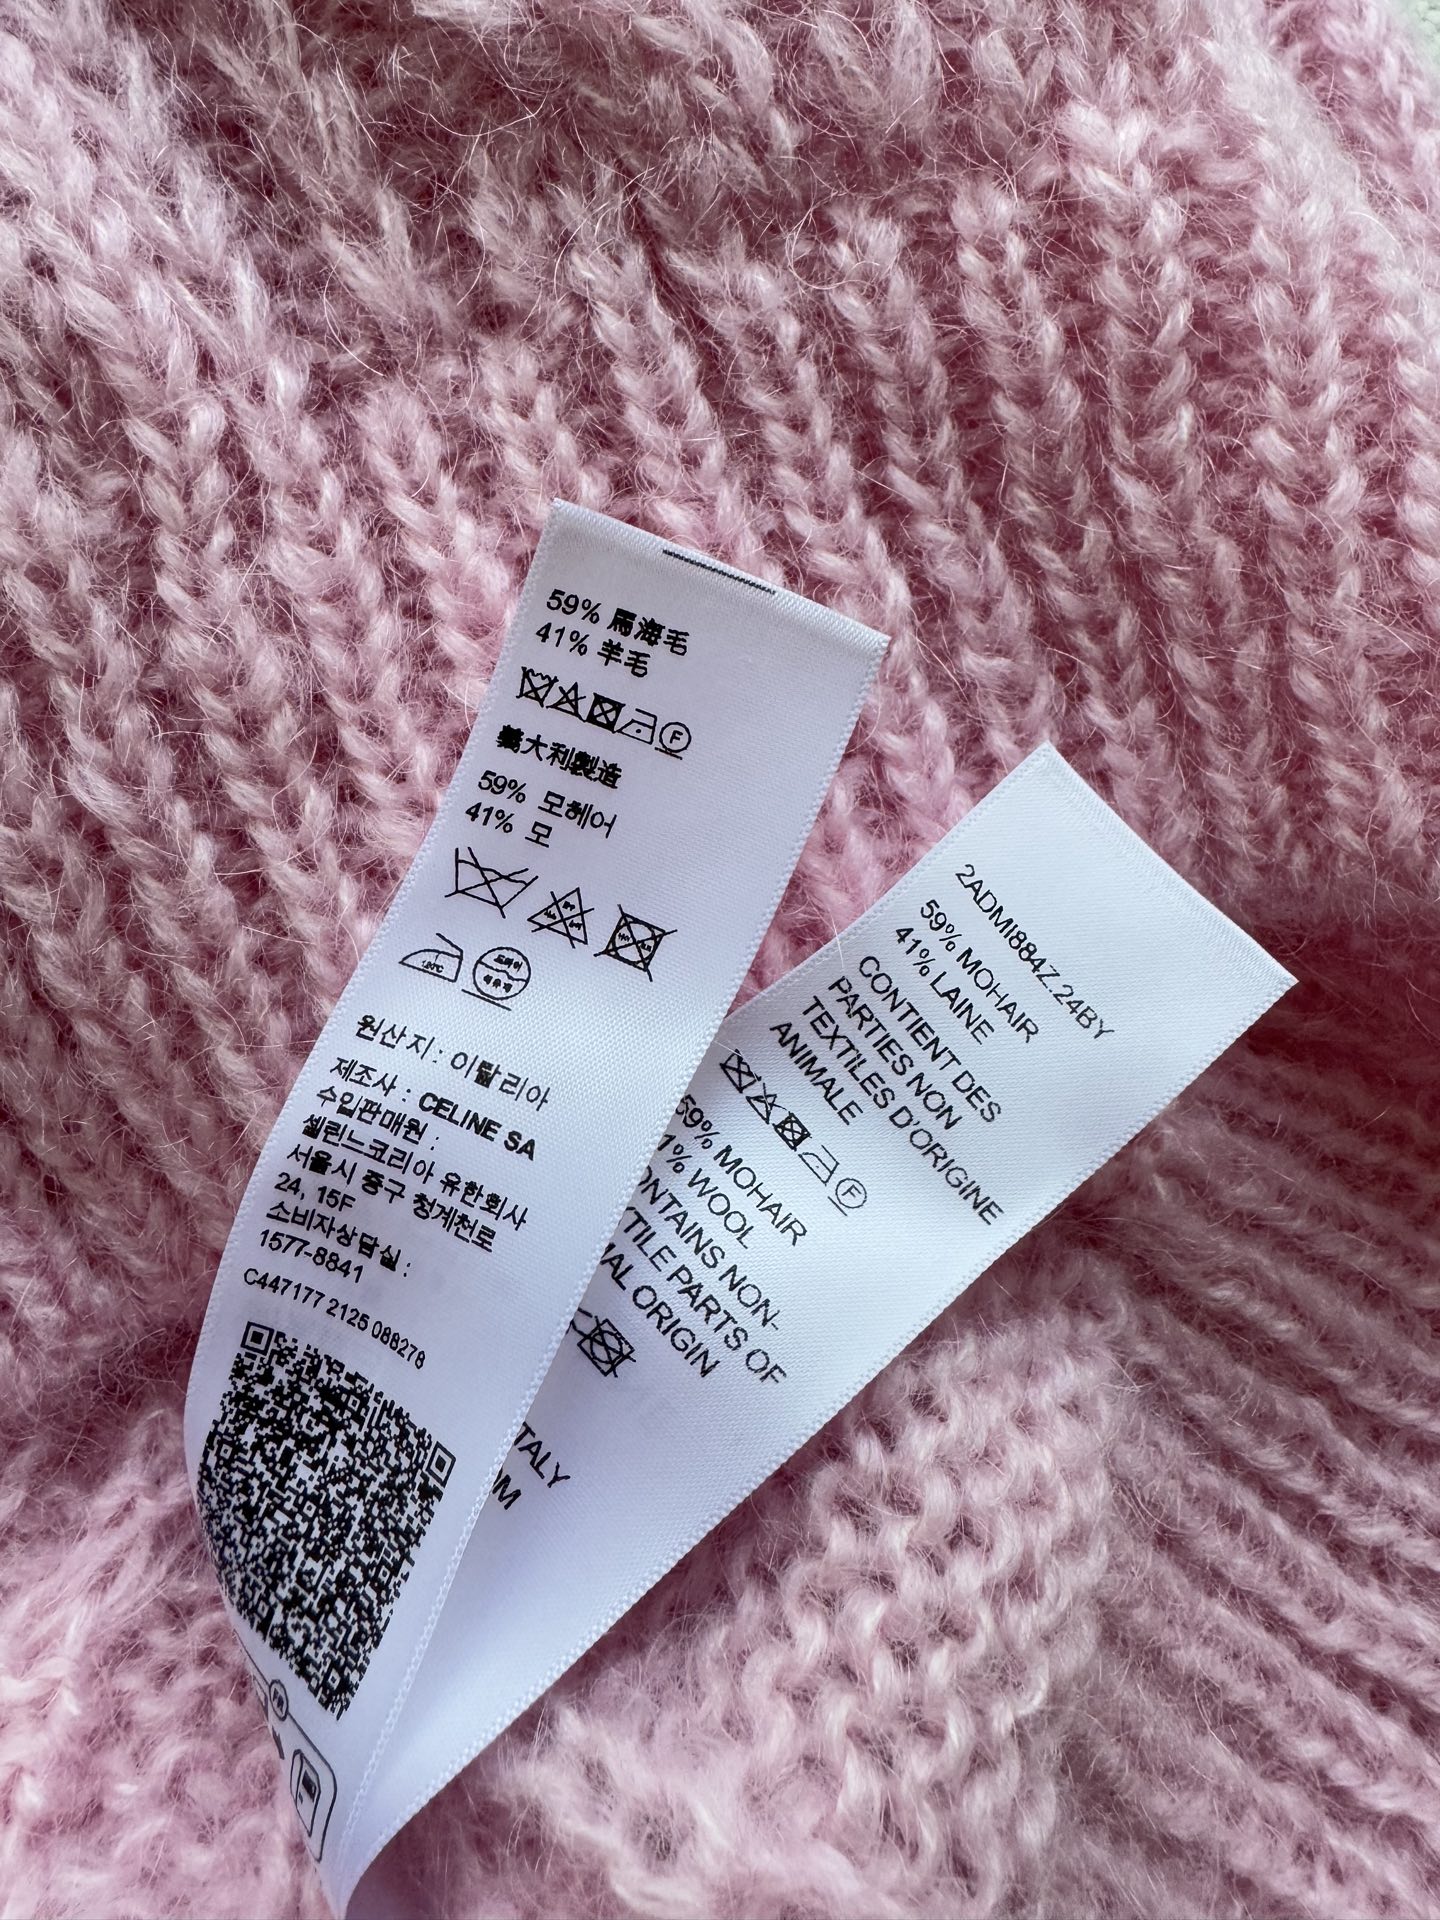 59% 馬海毛
41% 羊毛
F
義大利製造
59% 모헤어
41% 모
원산지 : 이탈리아
제조사 : CELINE SA
수입판매원 :
셀린느코리아 유한회사
서울시 중구 청계천로
24, 15F
소비자상담실 :
1577-8841
C447177 2125 088278
FR
2ADMI884Z.24BY
59% MOHAIR
41% LAINE
CONTIENT DES
PARTIES NON
TEXTILES D'ORIGINE
ANIMALE
F
59% MOHAIR
1% WOOL
ONTAINS NON-
TILE PARTS OF
AL ORIGIN
TALY